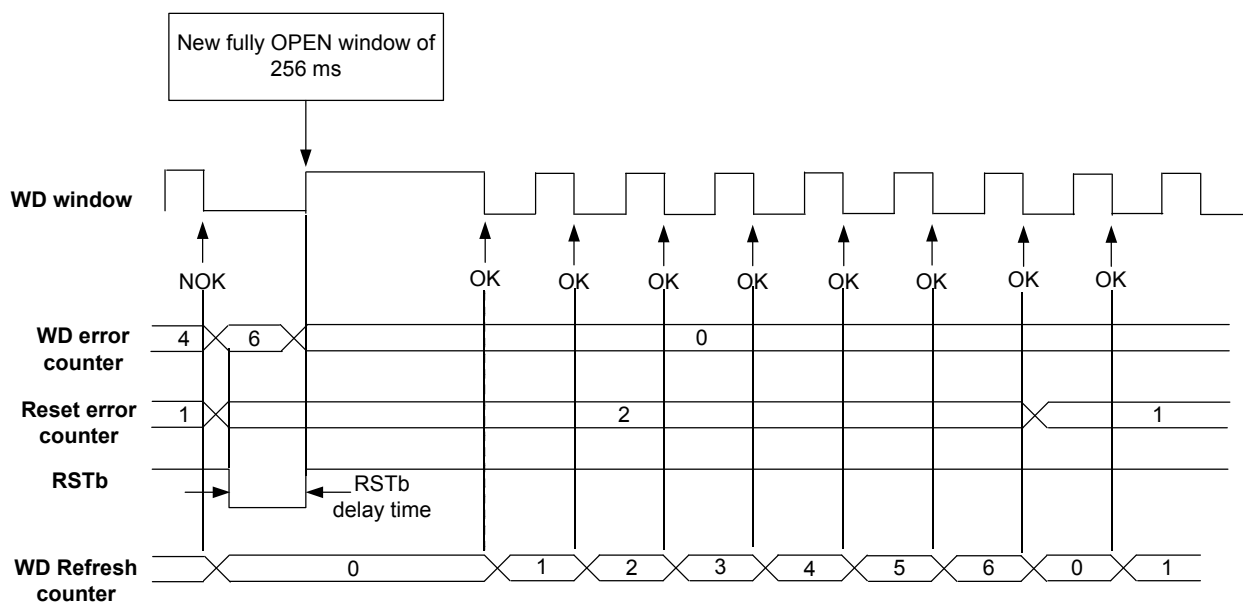 New fully OPEN window of
256 ms
WD window
NOK OK OK OK OK OK OK OK OK
WD error
counter
4 6 0
Reset error
counter
1 2 1
RSTb
RSTb
delay time
WD Refresh
counter
0 1 2 3 4 5 6 0 1